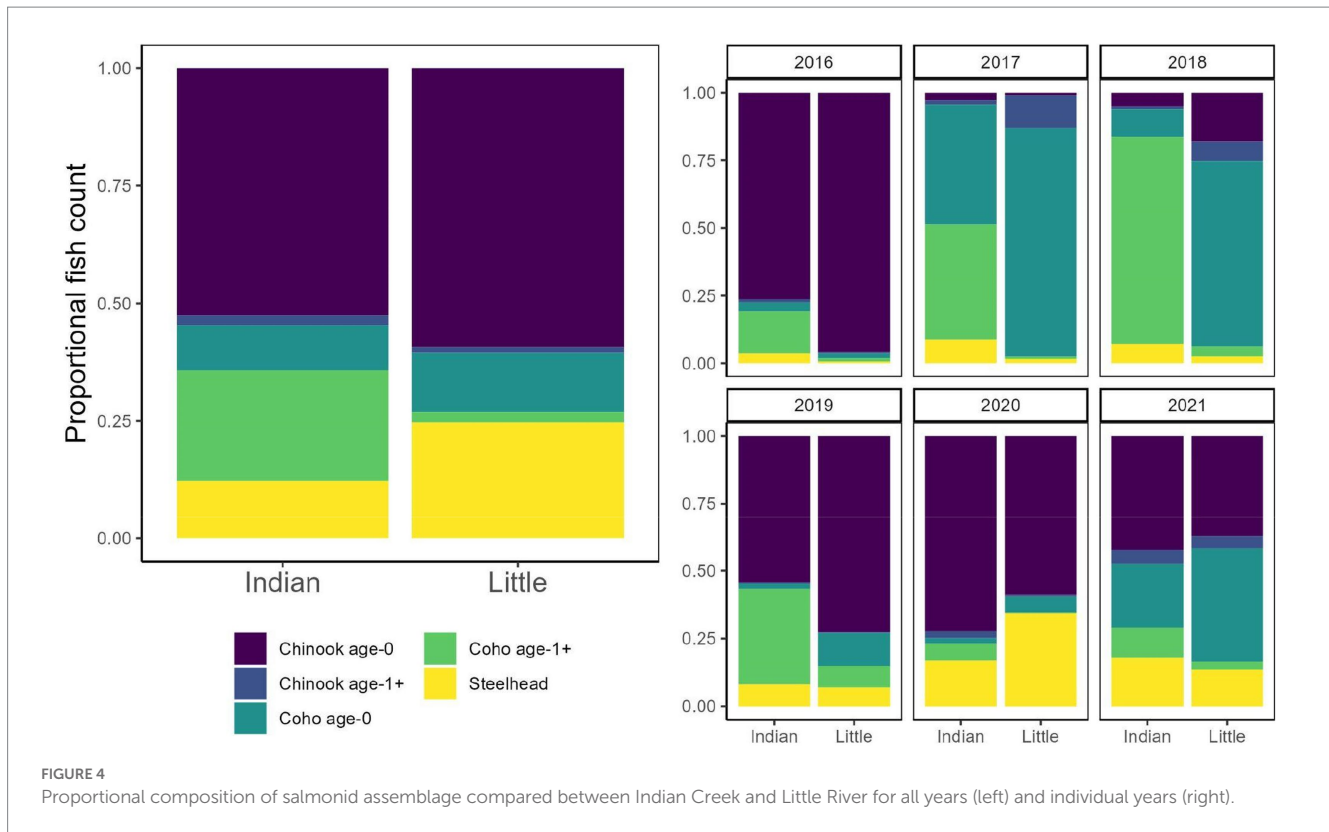 Proportional fish count
1.00
0.75
0.50
0.25
0.00
Indian Little
Chinook age-0
Chinook age-1+
Coho age-0
Coho age-1+
Steelhead
2016 2017 2018
1.00
0.75
0.50
0.25
0.00
2019 2020 2021
1.00
0.75
0.50
0.25
0.00
Indian Little Indian Little Indian Little
FIGURE 4
Proportional composition of salmonid assemblage compared between Indian Creek and Little River for all years (left) and individual years (right).